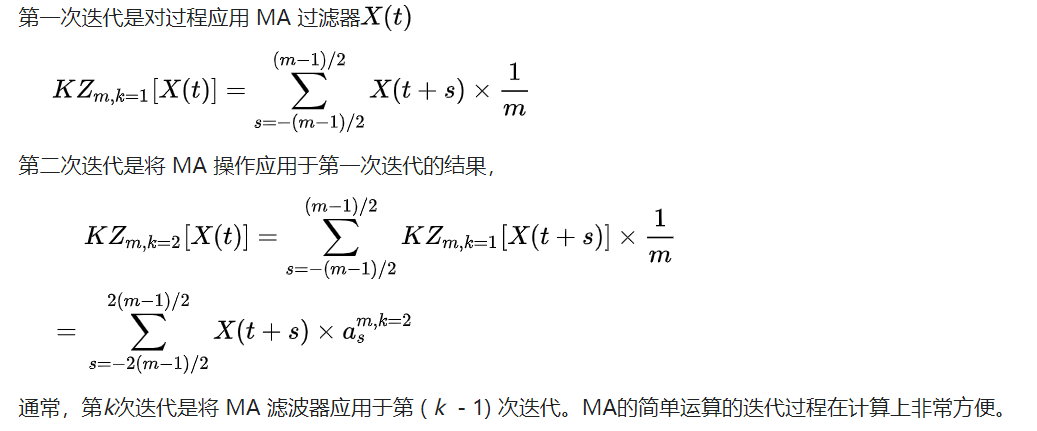 第一次迭代是对过程应用 MA 过滤器X(t)
KZ_{m,k=1}[X(t)] = \sum_{s=-(m-1)/2}^{(m-1)/2} X(t+s) × \frac{1}{m}
第二次迭代是将 MA 操作应用于第一次迭代的结果，
KZ_{m,k=2}[X(t)] = \sum_{s=-(m-1)/2}^{(m-1)/2} KZ_{m,k=1}[X(t+s)] × \frac{1}{m}
= \sum_{s=-2(m-1)/2}^{2(m-1)/2} X(t+s) × a_s^{m,k=2}
通常，第k次迭代是将 MA 滤波器应用于第 ( k - 1) 次迭代。MA的简单运算的迭代过程在计算上非常方便。